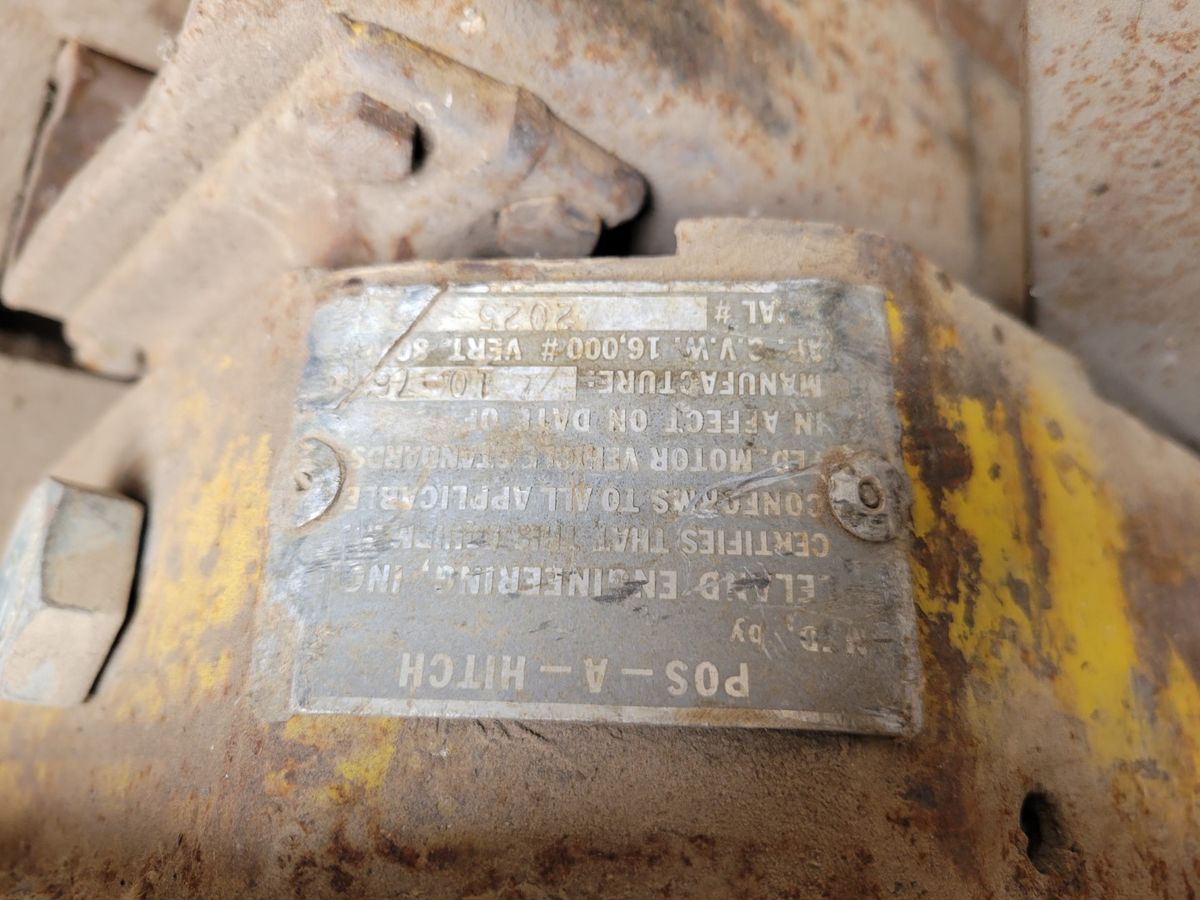 POS – A – HITCH
by
ELAND ENGINEERING, INC
CERTIFIES THAT THIS
CONFORMS TO ALL APPLICABLE
MOTOR VEHICLE STANDARDS
IN AFFECT ON DATE OF
MANUFACTURE: 10-76
AP. G.V.W. 16,000# VERT.
# 2025